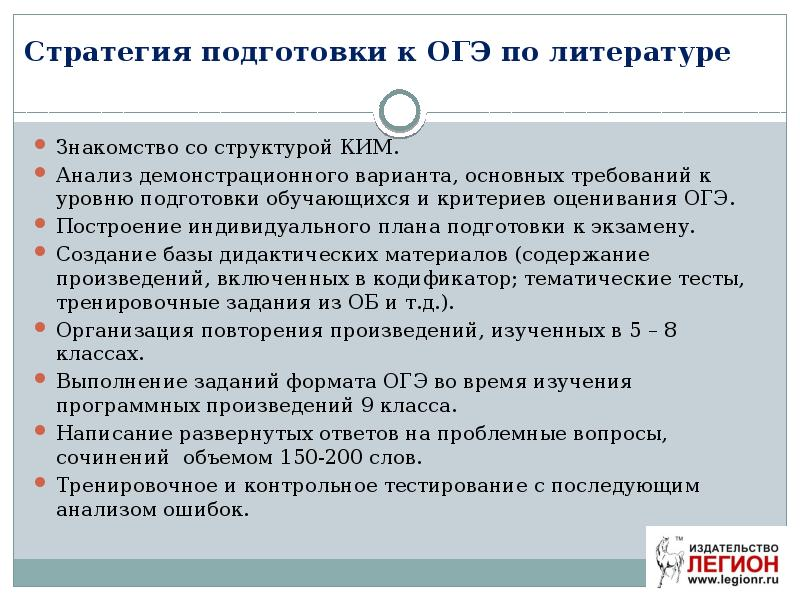 Стратегия подготовки к ОГЭ по литературе
Знакомство со структурой КИМ.
Анализ демонстрационного варианта, основных требований к
уровню подготовки обучающихся и критериев оценивания ОГЭ.
Построение индивидуального плана подготовки к экзамену.
Создание базы дидактических материалов (содержание
произведений, включенных в кодификатор; тематические тесты,
тренировочные задания из ОБ и т.д.).
Организация повторения произведений, изученных в 5 – 8
классах.
Выполнение заданий формата ОГЭ во время изучения
программных произведений 9 класса.
Написание развернутых ответов на проблемные вопросы,
сочинений  объемом 150-200 слов.
Тренировочное и контрольное тестирование с последующим
анализом ошибок.
TM
ИЗДАТЕЛЬСТВО
ЛЕГИОН
www.legionr.ru